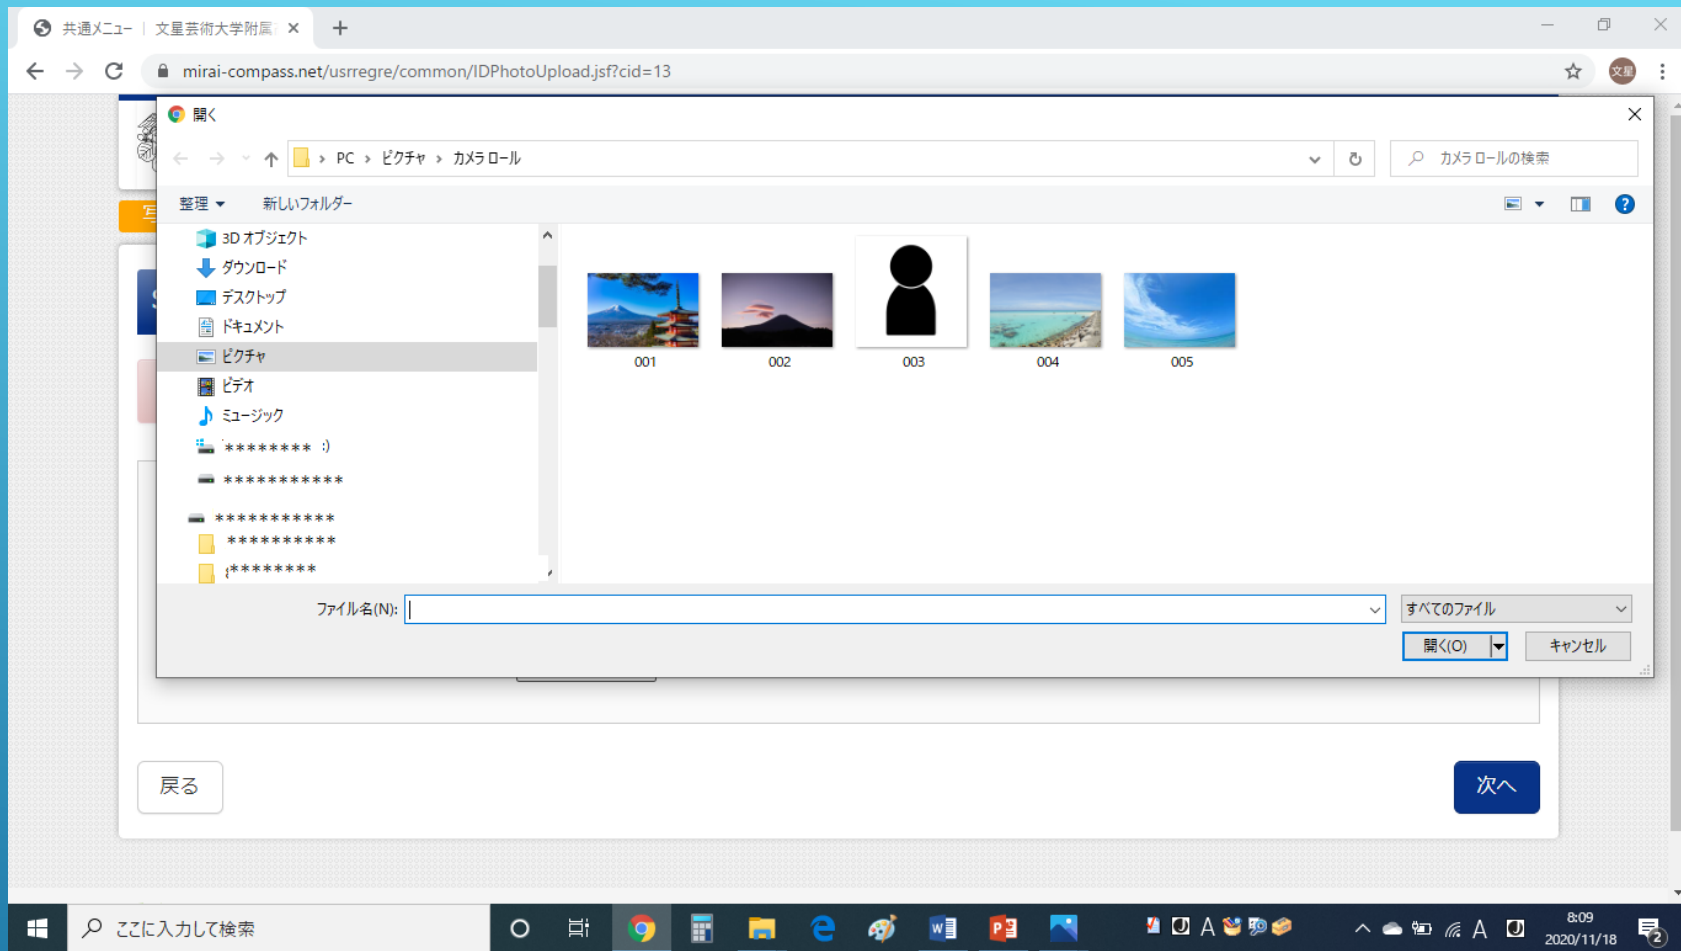 共通メニュー | 文星芸術大学附属
mirai-compass.net/usrregre/common/IDPhotoUpload.jsf?cid=13
文星
開く
PC › ピクチャ › カメラ ロール
カメラ ロールの検索
整理
新しいフォルダー
3D オブジェクト
ダウンロード
デスクトップ
ドキュメント
ピクチャ
ビデオ
ミュージック
******** :)
***********
***********
**********
********
001
002
003
004
005
ファイル名(N):
すべてのファイル
開く(O)
キャンセル
戻る
次へ
ここに入力して検索
A
A
8:09
2020/11/18
2